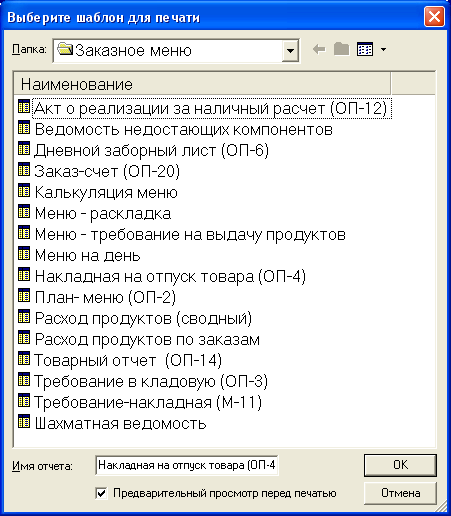 Выберите шаблон для печати
Папка: Заказное меню
Наименование
Акт о реализации за наличный расчет (ОП-12)
Ведомость недостающих компонентов
Дневной заборный лист (ОП-6)
Заказ-счет (ОП-20)
Калькуляция меню
Меню - раскладка
Меню - требование на выдачу продуктов
Меню на день
Накладная на отпуск товара (ОП-4)
План- меню (ОП-2)
Расход продуктов (сводный)
Расход продуктов по заказам
Товарный отчет (ОП-14)
Требование в кладовую (ОП-3)
Требование-накладная (М-11)
Шахматная ведомость
Имя отчета: Накладная на отпуск товара (ОП-4 OK
Предварительный просмотр перед печатью Отмена